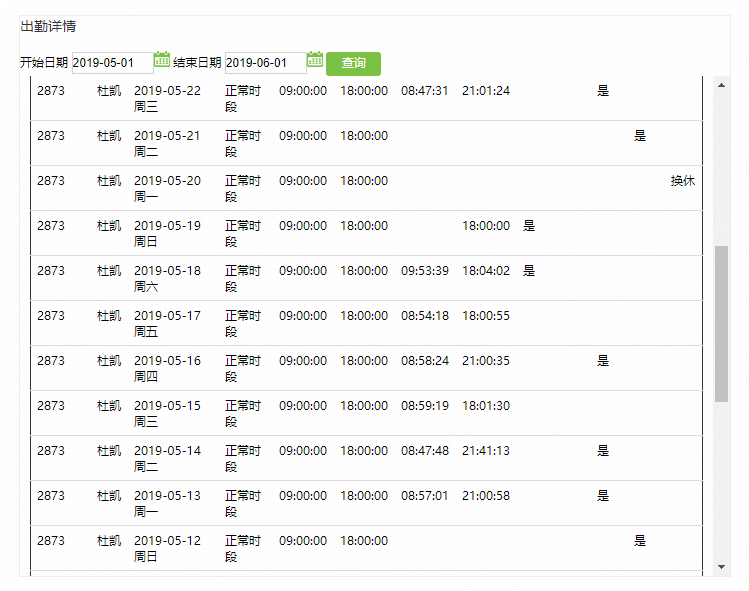 出勤详情
开始日期 2019-05-01 结束日期 2019-06-01 查询
2873 杜凯 2019-05-22 正常时 09:00:00 18:00:00 08:47:31 21:01:24 是
周三 段
2873 杜凯 2019-05-21 正常时 09:00:00 18:00:00 是
周二 段
2873 杜凯 2019-05-20 正常时 09:00:00 18:00:00 换休
周一 段
2873 杜凯 2019-05-19 正常时 09:00:00 18:00:00 18:00:00 是
周日 段
2873 杜凯 2019-05-18 正常时 09:00:00 18:00:00 09:53:39 18:04:02 是
周六 段
2873 杜凯 2019-05-17 正常时 09:00:00 18:00:00 08:54:18 18:00:55
周五 段
2873 杜凯 2019-05-16 正常时 09:00:00 18:00:00 08:58:24 21:00:35 是
周四 段
2873 杜凯 2019-05-15 正常时 09:00:00 18:00:00 08:59:19 18:01:30
周三 段
2873 杜凯 2019-05-14 正常时 09:00:00 18:00:00 08:47:48 21:41:13 是
周二 段
2873 杜凯 2019-05-13 正常时 09:00:00 18:00:00 08:57:01 21:00:58 是
周一 段
2873 杜凯 2019-05-12 正常时 09:00:00 18:00:00 是
周日 段